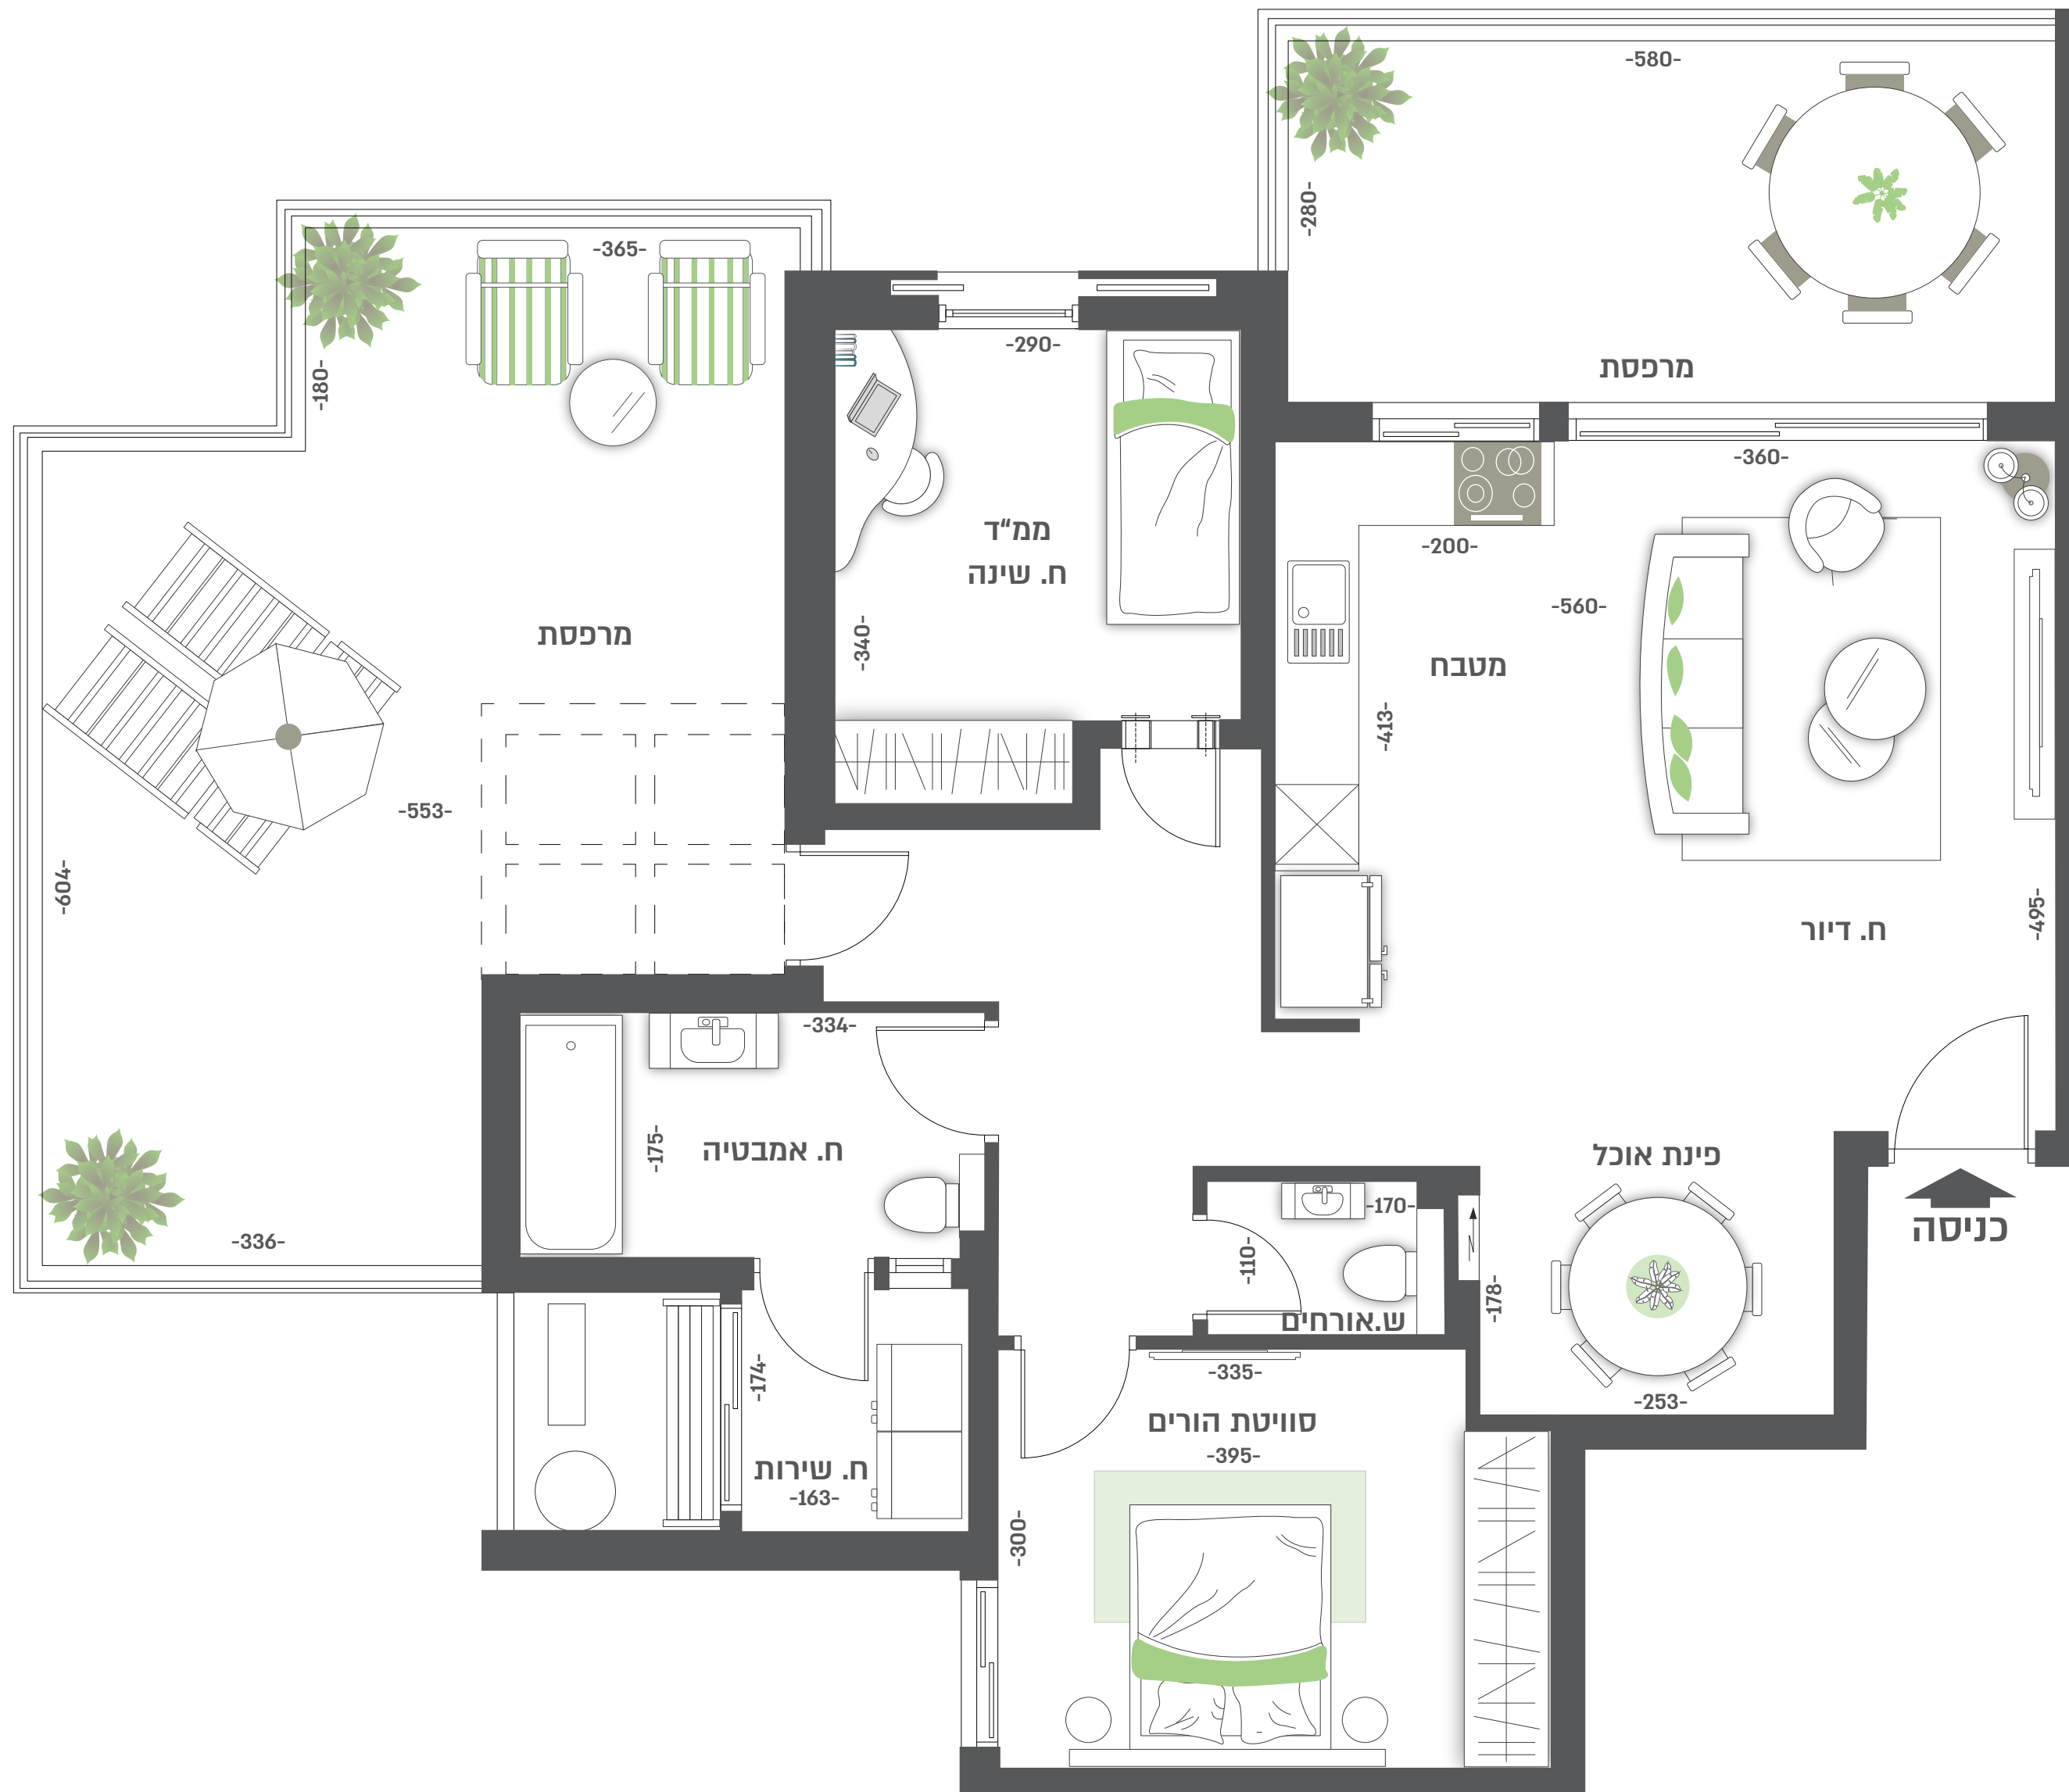 -580-
-280-
מרפסת
-365-
-180-
-290-
ממ"ד
ח. שינה
-340-
-360-
-200-
-560-
מטבח
-413-
מרפסת
-553-
-604-
-336-
ח. דיור
-495-
-334-
-175-
ח. אמבטיה
פינת אוכל
-253-
כניסה
-170-
-110-
ש.אורחים
-178-
-174-
ח. שירות
-163-
-335-
סוויטת הורים
-395-
-300-